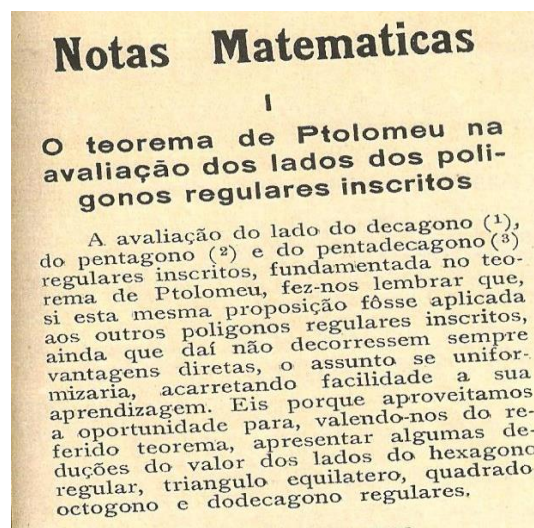 Notas Matematicas
I
O teorema de Ptolomeu na
avaliação dos lados dos poli-
gonos regulares inscritos
A avaliação do lado do decagono (¹),
do pentagono (²) e do pentadecagono (³)
regulares inscritos, fundamentada no teo-
rema de Ptolomeu, fez-nos lembrar que,
si esta mesma proposição fôsse aplicada
aos outros poligonos regulares inscritos,
ainda que daí não decorressem sempre
vantagens diretas, o assunto se unifor-
mizaria, acarretando facilidade a sua
aprendizagem. Eis porque aproveitamos
a oportunidade para, valendo-nos do re-
ferido teorema, apresentar algumas de-
duções do valor dos lados do hexagono
regular, triangulo equilatero, quadrado
octogono e dodecagono regulares.